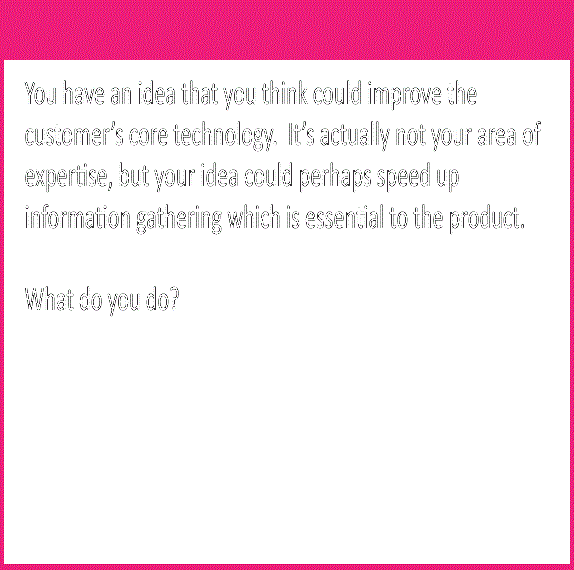 You have an idea that you think could improve the
customer's core technology.  It's actually not your area of
expertise, but your idea could perhaps speed up
information gathering which is essential to the product.
What do you do?